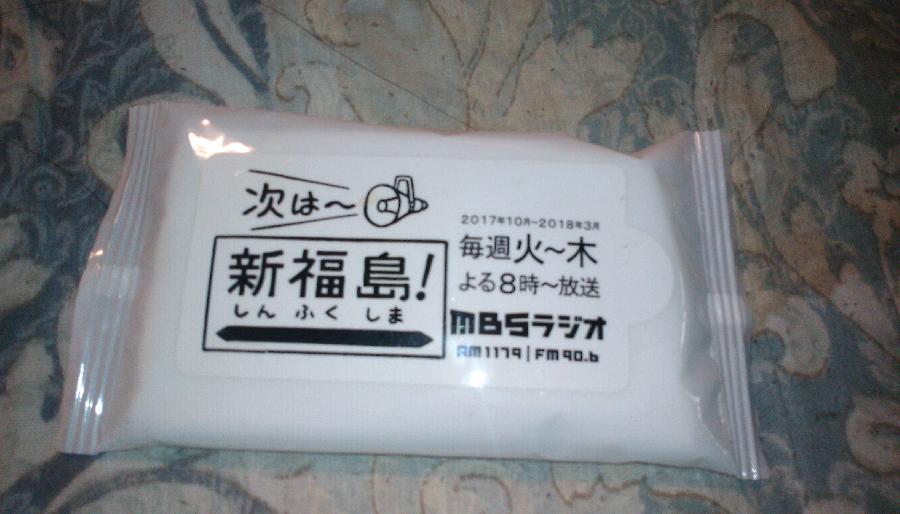 次は〜
新福島!
しんふくしま
2017年10月〜2018年3月
毎週火〜木
よる8時〜放送
MBSラジオ
AM1179|FM90.6